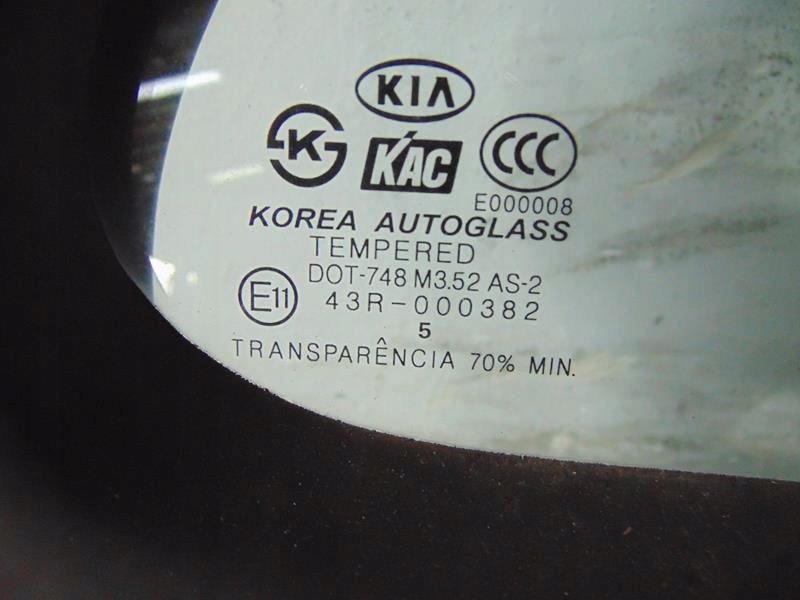 KIA
KS
KAC
CCC
E000008
KOREA AUTOGLASS
TEMPERED
DOT-748 M3.52 AS-2
E11
43R-000382
5
TRANSPARÊNCIA 70% MIN.